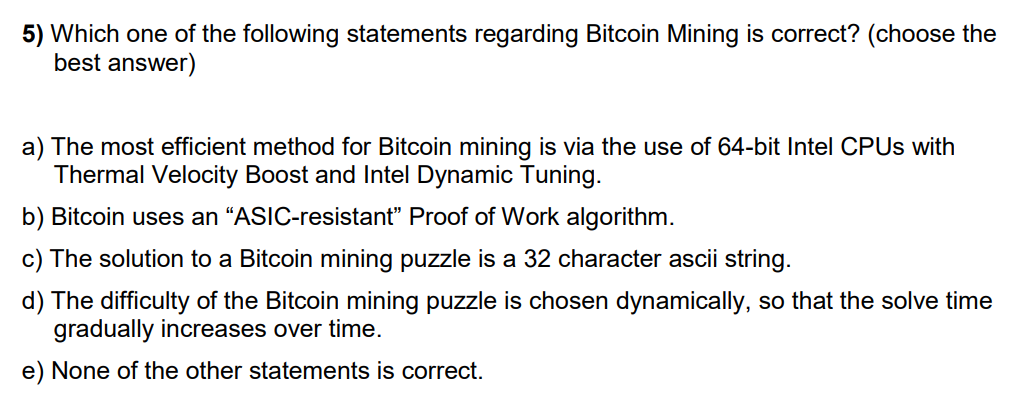 5) Which one of the following statements regarding Bitcoin Mining is correct? (choose the
best answer)
a) The most efficient method for Bitcoin mining is via the use of 64-bit Intel CPUs with
Thermal Velocity Boost and Intel Dynamic Tuning.
b) Bitcoin uses an “ASIC-resistant” Proof of Work algorithm.
c) The solution to a Bitcoin mining puzzle is a 32 character ascii string.
d) The difficulty of the Bitcoin mining puzzle is chosen dynamically, so that the solve time
gradually increases over time.
e) None of the other statements is correct.